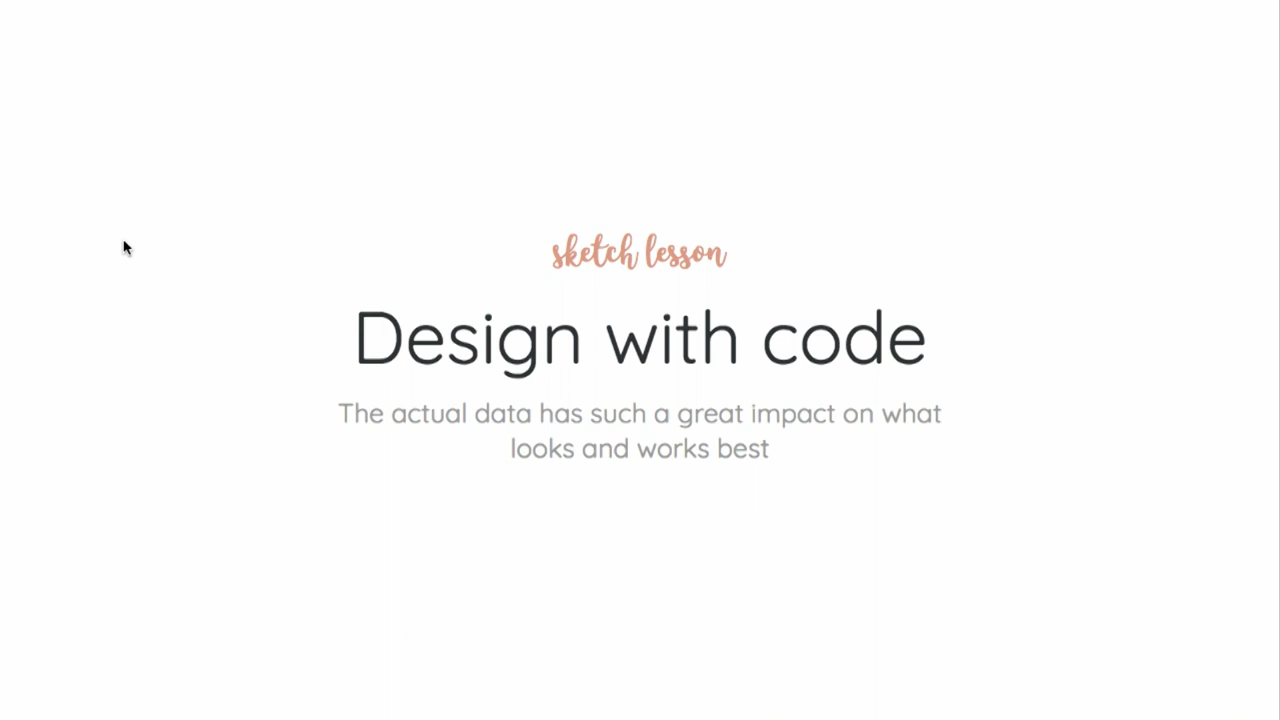 sketch lesson
Design with code
The actual data has such a great impact on what
looks and works best